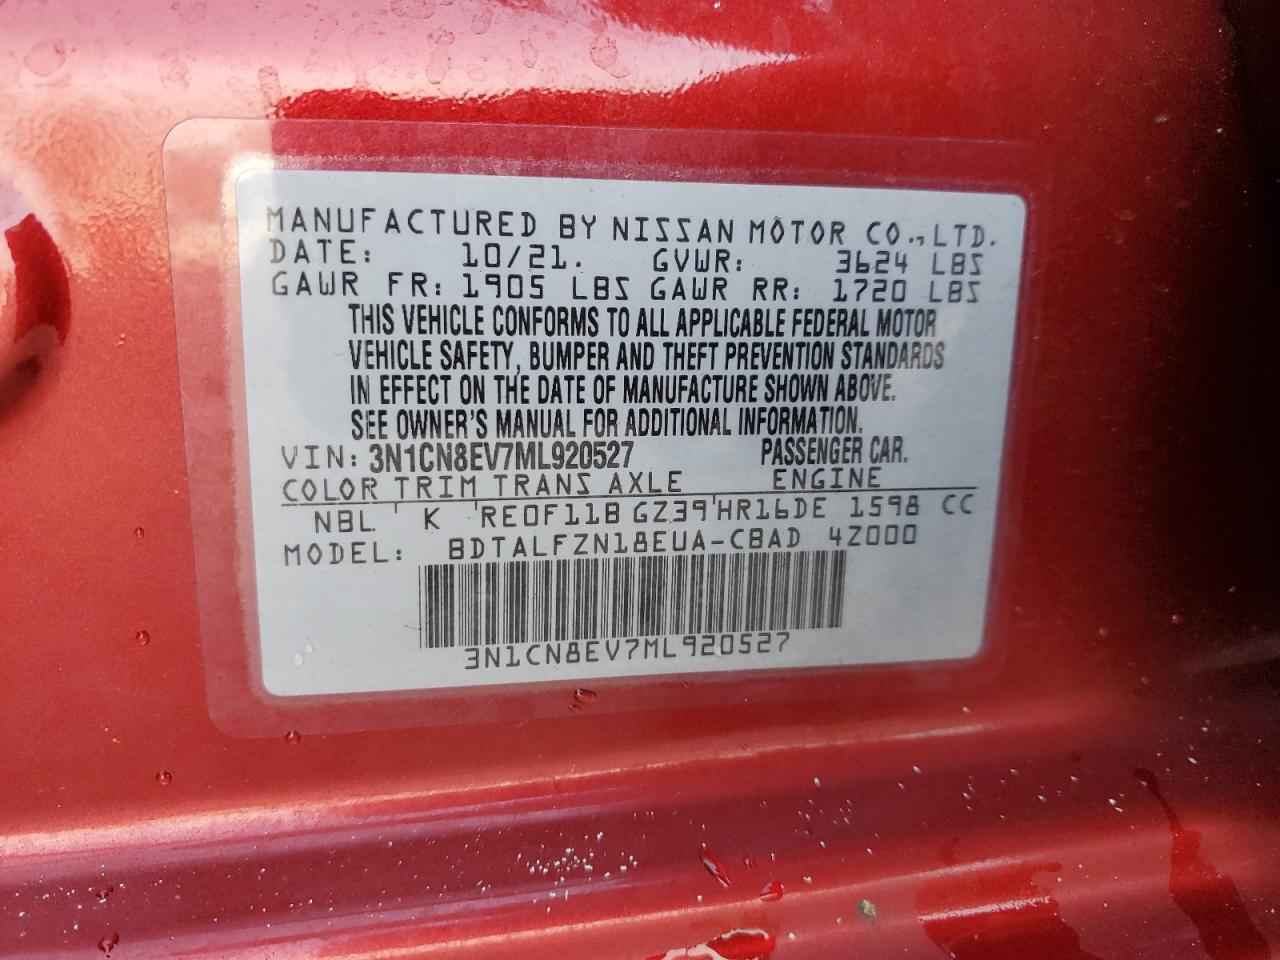 MANUFACTURED BY NISSAN MOTOR CO., LTD.
DATE: 10/21. GVWR: 3624 LBS
GAWR FR: 1905 LBS GAWR RR: 1720 LBS
THIS VEHICLE CONFORMS TO ALL APPLICABLE FEDERAL MOTOR
VEHICLE SAFETY, BUMPER AND THEFT PREVENTION STANDARDS
IN EFFECT ON THE DATE OF MANUFACTURE SHOWN ABOVE.
SEE OWNER'S MANUAL FOR ADDITIONAL INFORMATION.
VIN: 3N1CN8EV7ML920527 PASSENGER CAR.
COLOR TRIM TRANS AXLE ENGINE
NBL K RE0F11B GZ39 HR16DE 1598 CC
MODEL: BDTALFZN18EUA-CBAD 4Z000
3N1CN8EV7ML920527